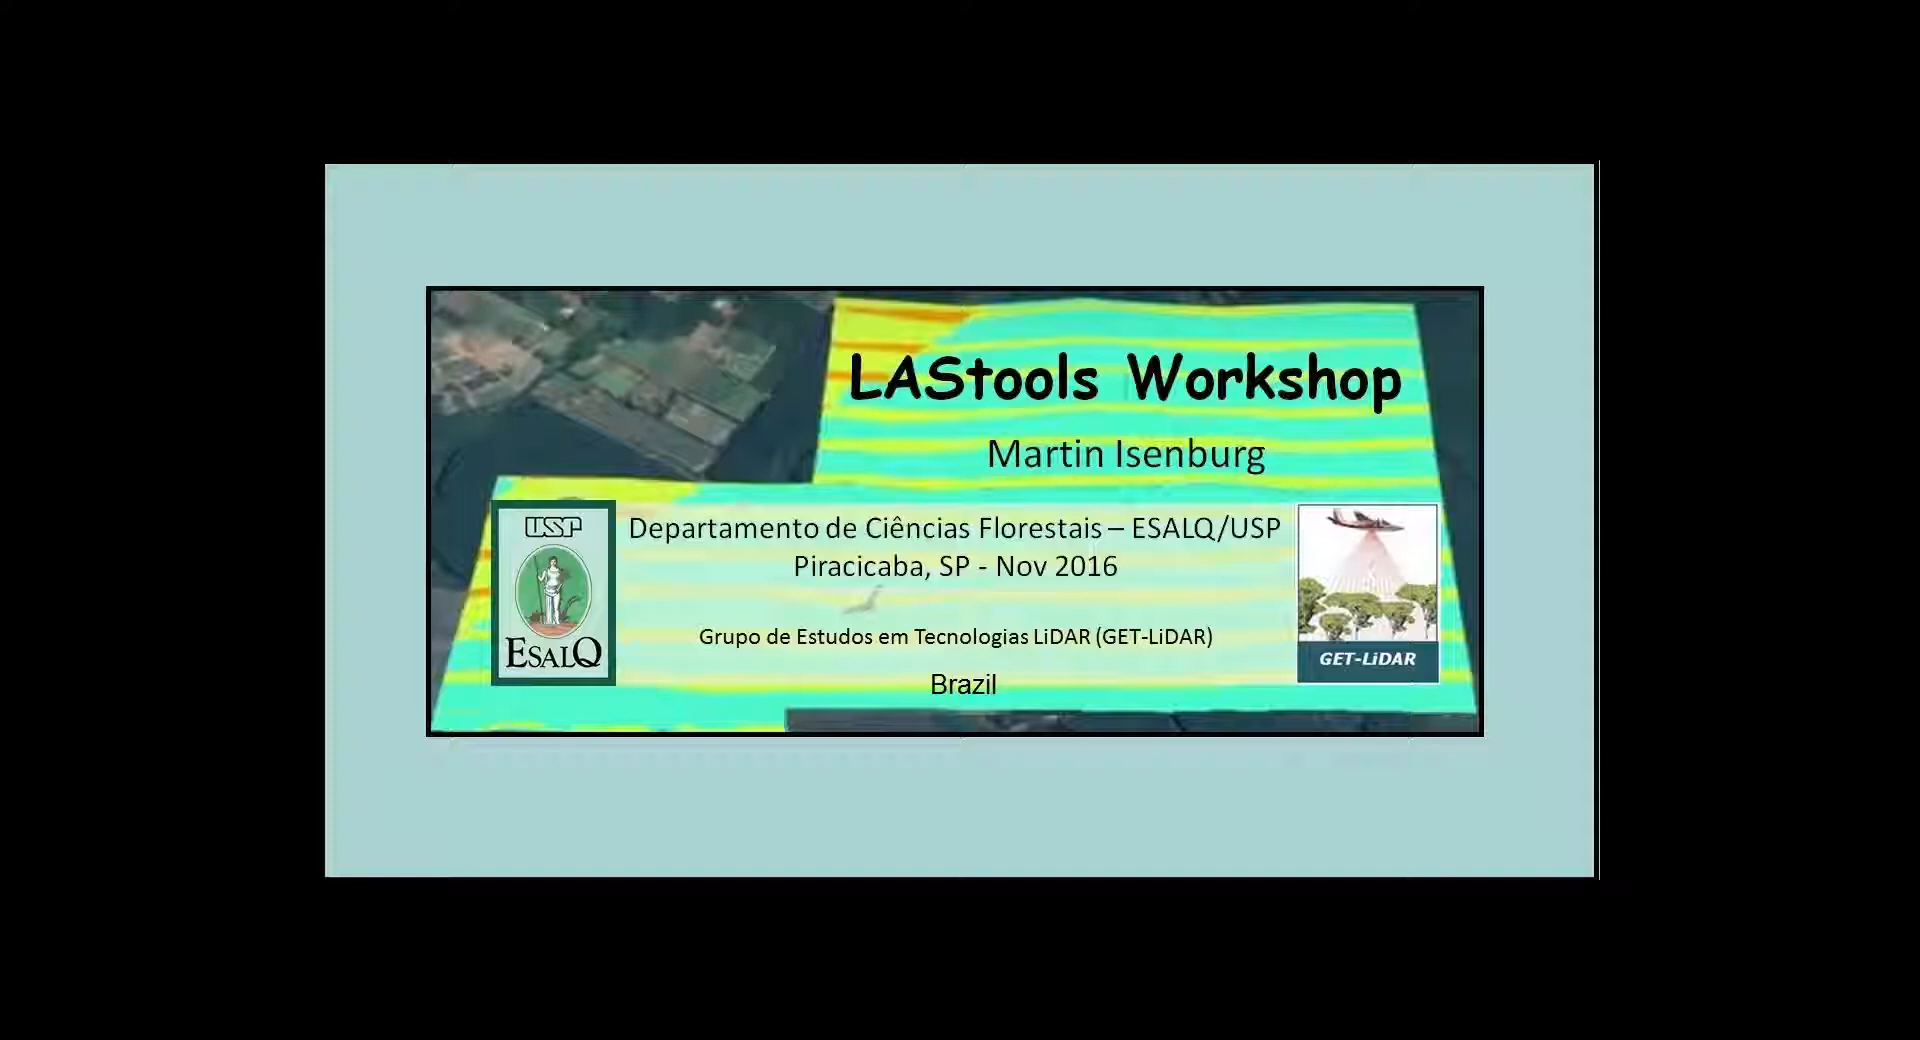 LAStools Workshop
Martin Isenburg
Departamento de Ciências Florestais – ESALQ/USP
Piracicaba, SP - Nov 2016
Grupo de Estudos em Tecnologias LiDAR (GET-LiDAR)
Brazil
USP
ESALQ
GET-LiDAR